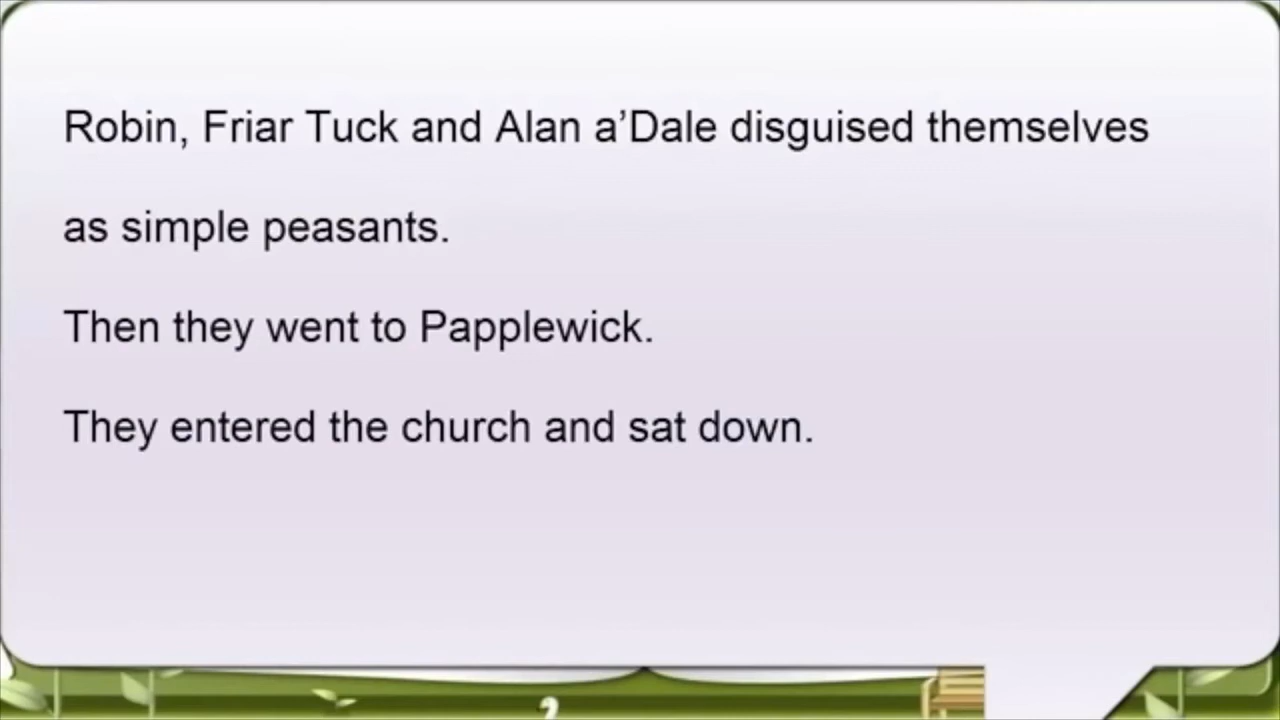 Robin, Friar Tuck and Alan a’Dale disguised themselves
as simple peasants.
Then they went to Papplewick.
They entered the church and sat down.